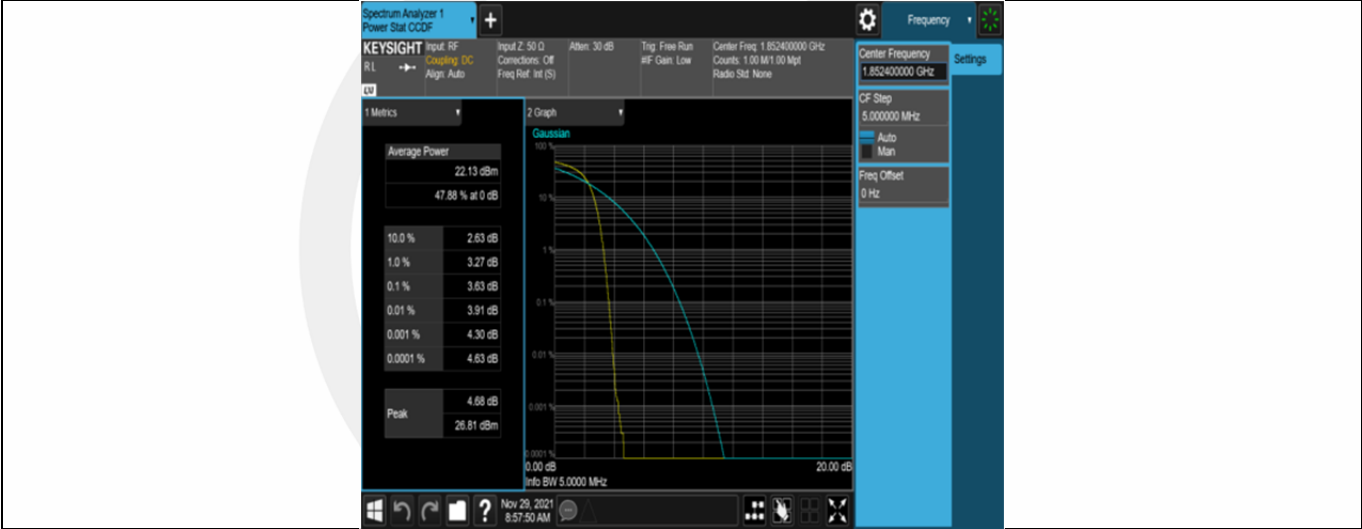 Spectrum Analyzer 1
Power Stat CCDF
+
Frequency
KEYSIGHT
R L
LXI
Input: RF
Coupling: DC
Align: Auto
Input Z: 50 Ω
Corrections: Off
Freq Ref: Int (S)
Atten: 30 dB
Trig: Free Run
#IF Gain: Low
Center Freq: 1.852400000 GHz
Counts: 1.00 M/1.00 Mpt
Radio Std: None
Center Frequency
1.852400000 GHz
Settings
CF Step
5.000000 MHz
Auto
Man
Freq Offset
0 Hz
1 Metrics
Average Power
22.13 dBm
47.88 % at 0 dB
10.0 % 2.63 dB
1.0 % 3.27 dB
0.1 % 3.63 dB
0.01 % 3.91 dB
0.001 % 4.30 dB
0.0001 % 4.63 dB
Peak
4.68 dB
26.81 dBm
2 Graph
Gaussian
100 %
10 %
1 %
0.1 %
0.01 %
0.001 %
0.0001 %
0.00 dB 20.00 dB
Info BW 5.0000 MHz
?
Nov 29, 2021
8:57:50 AM